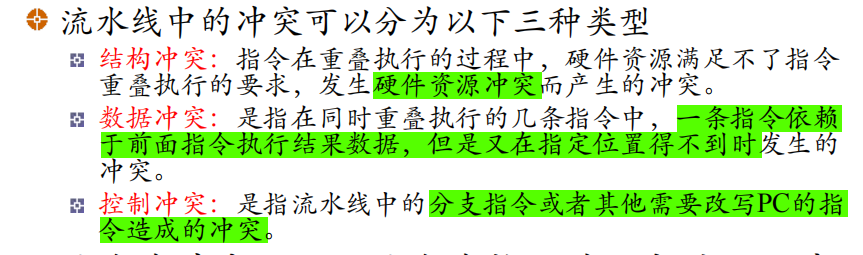 流水线中的冲突可以分为以下三种类型
结构冲突：指令在重叠执行的过程中，硬件资源满足不了指令
重叠执行的要求，发生硬件资源冲突而产生的冲突。
数据冲突：是指在同时重叠执行的几条指令中，一条指令依赖
于前面指令执行结果数据，但是又在指定位置得不到时发生的
冲突。
控制冲突：是指流水线中的分支指令或者其他需要改写PC的指
令造成的冲突。